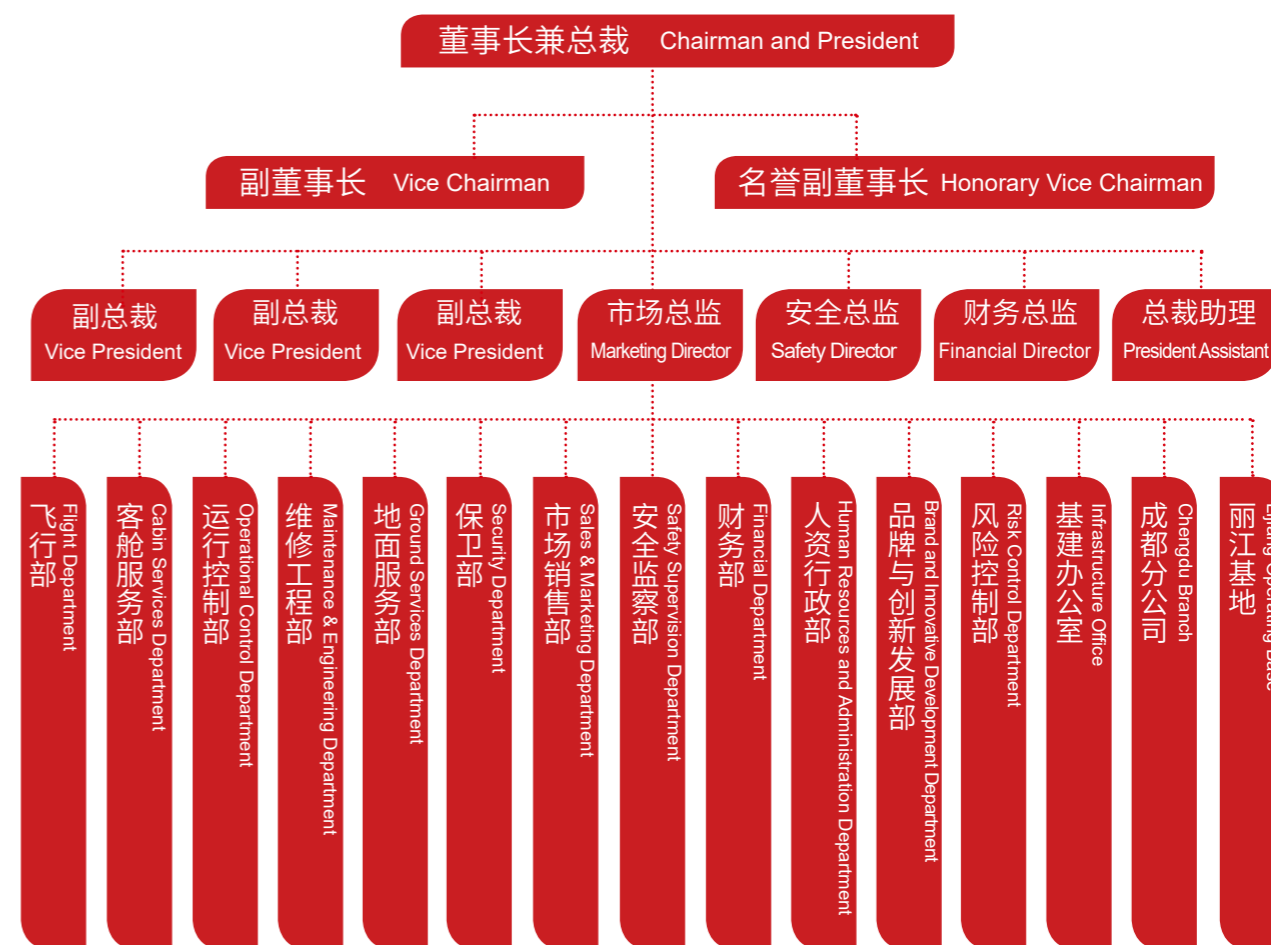 董事长兼总裁 Chairman and President
副董事长 Vice Chairman
名誉副董事长 Honorary Vice Chairman
副总裁
Vice President
副总裁
Vice President
副总裁
Vice President
市场总监
Marketing Director
安全总监
Safety Director
财务总监
Financial Director
总裁助理
President Assistant
飞行部
Flight Department
客舱服务部
Cabin Services Department
运行控制部
Operational Control Department
维修工程部
Maintenance & Engineering Department
地面服务部
Ground Services Department
保卫部
Security Department
市场销售部
Sales & Marketing Department
安全监察部
Safety Supervision Department
财务部
Financial Department
人资行政部
Human Resources and Administration Department
品牌与创新发展部
Brand and Innovative Development Department
风险控制部
Risk Control Department
基建办公室
Infrastructure Office
成都分公司
Chengdu Branch
丽江基地